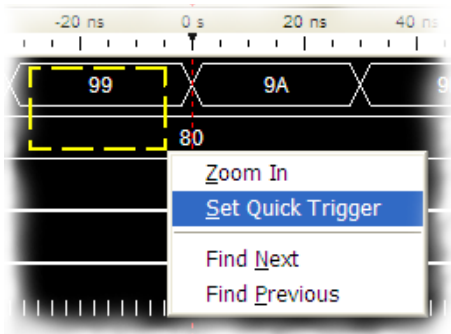 -20 ns 0 s 20 ns 40 ns
99 9A 9
80
Zoom In
Set Quick Trigger
Find Next
Find Previous